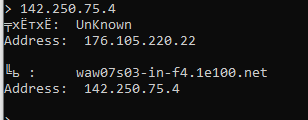 > 142.250.75.4
╤хЁтхЁ:  UnKnown
Address:  176.105.220.22
╚ь :     waw07s03-in-f4.1e100.net
Address:  142.250.75.4